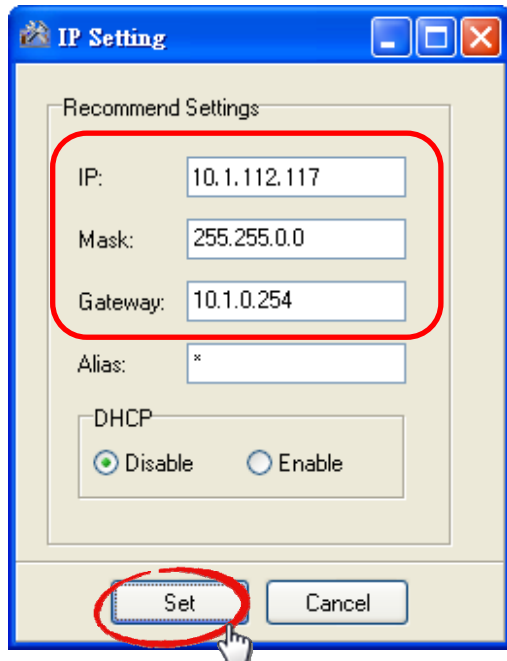 IP Setting
Recommend Settings
IP: 10.1.112.117
Mask: 255.255.0.0
Gateway: 10.1.0.254
Alias: *
DHCP
Disable Enable
Set Cancel